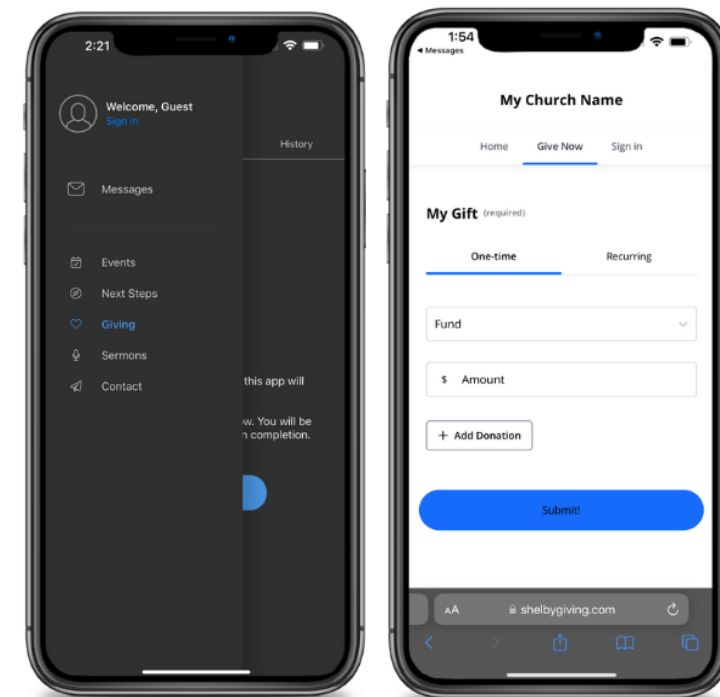 2:21
Welcome, Guest
Sign in
History
Messages
Events
Next Steps
Giving
Sermons
Contact
this app will
w. You will be
completion.
1:54
Messages
My Church Name
Home Give Now Sign in
My Gift (required)
One-time Recurring
Fund
$ Amount
+ Add Donation
Submit!
AA shelbygiving.com